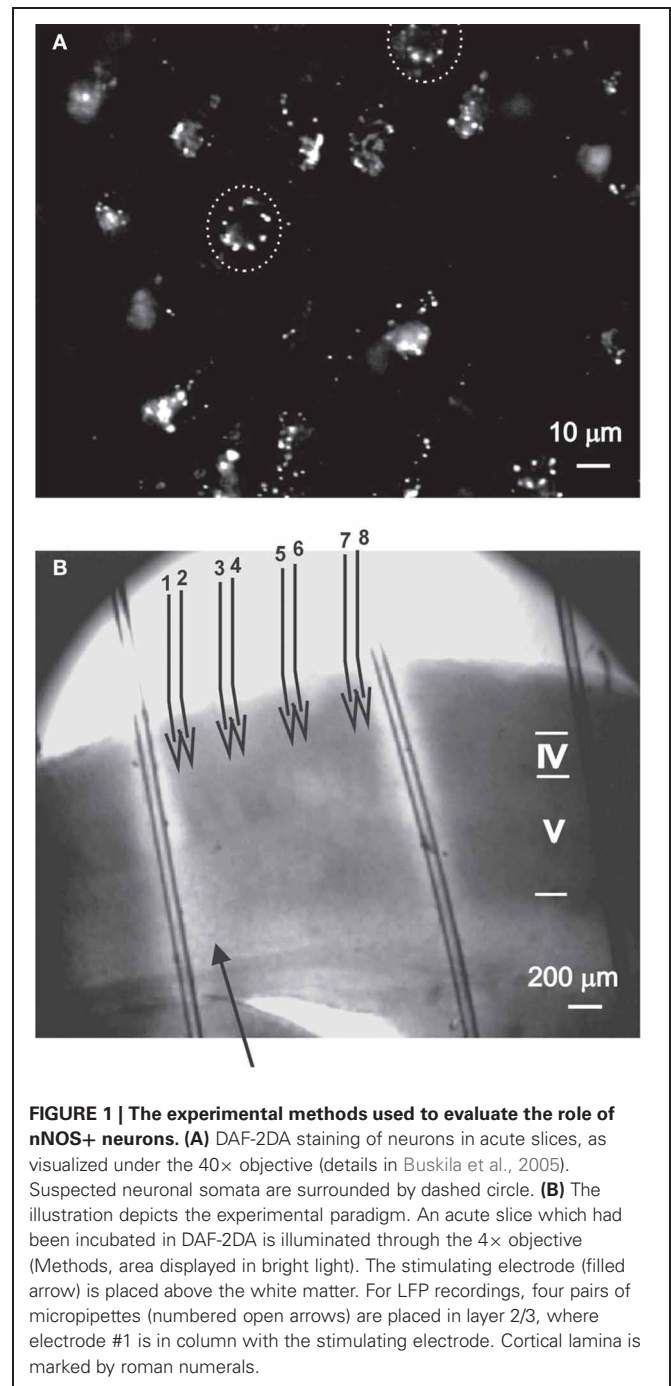 A
10 µm
B
1 2 3 4 5 6 7 8
IV
V
200 µm
FIGURE 1 | The experimental methods used to evaluate the role of
nNOS+ neurons. (A) DAF-2DA staining of neurons in acute slices, as
visualized under the 40× objective (details in Buskila et al., 2005).
Suspected neuronal somata are surrounded by dashed circle. (B) The
illustration depicts the experimental paradigm. An acute slice which had
been incubated in DAF-2DA is illuminated through the 4× objective
(Methods, area displayed in bright light). The stimulating electrode (filled
arrow) is placed above the white matter. For LFP recordings, four pairs of
micropipettes (numbered open arrows) are placed in layer 2/3, where
electrode #1 is in column with the stimulating electrode. Cortical lamina is
marked by roman numerals.